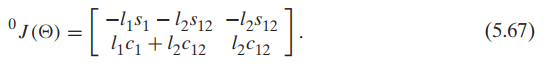 ⁰J(Θ) = [ −l₁s₁ − l₂s₁₂  −l₂s₁₂
l₁c₁ + l₂c₁₂  l₂c₁₂ ].  (5.67)